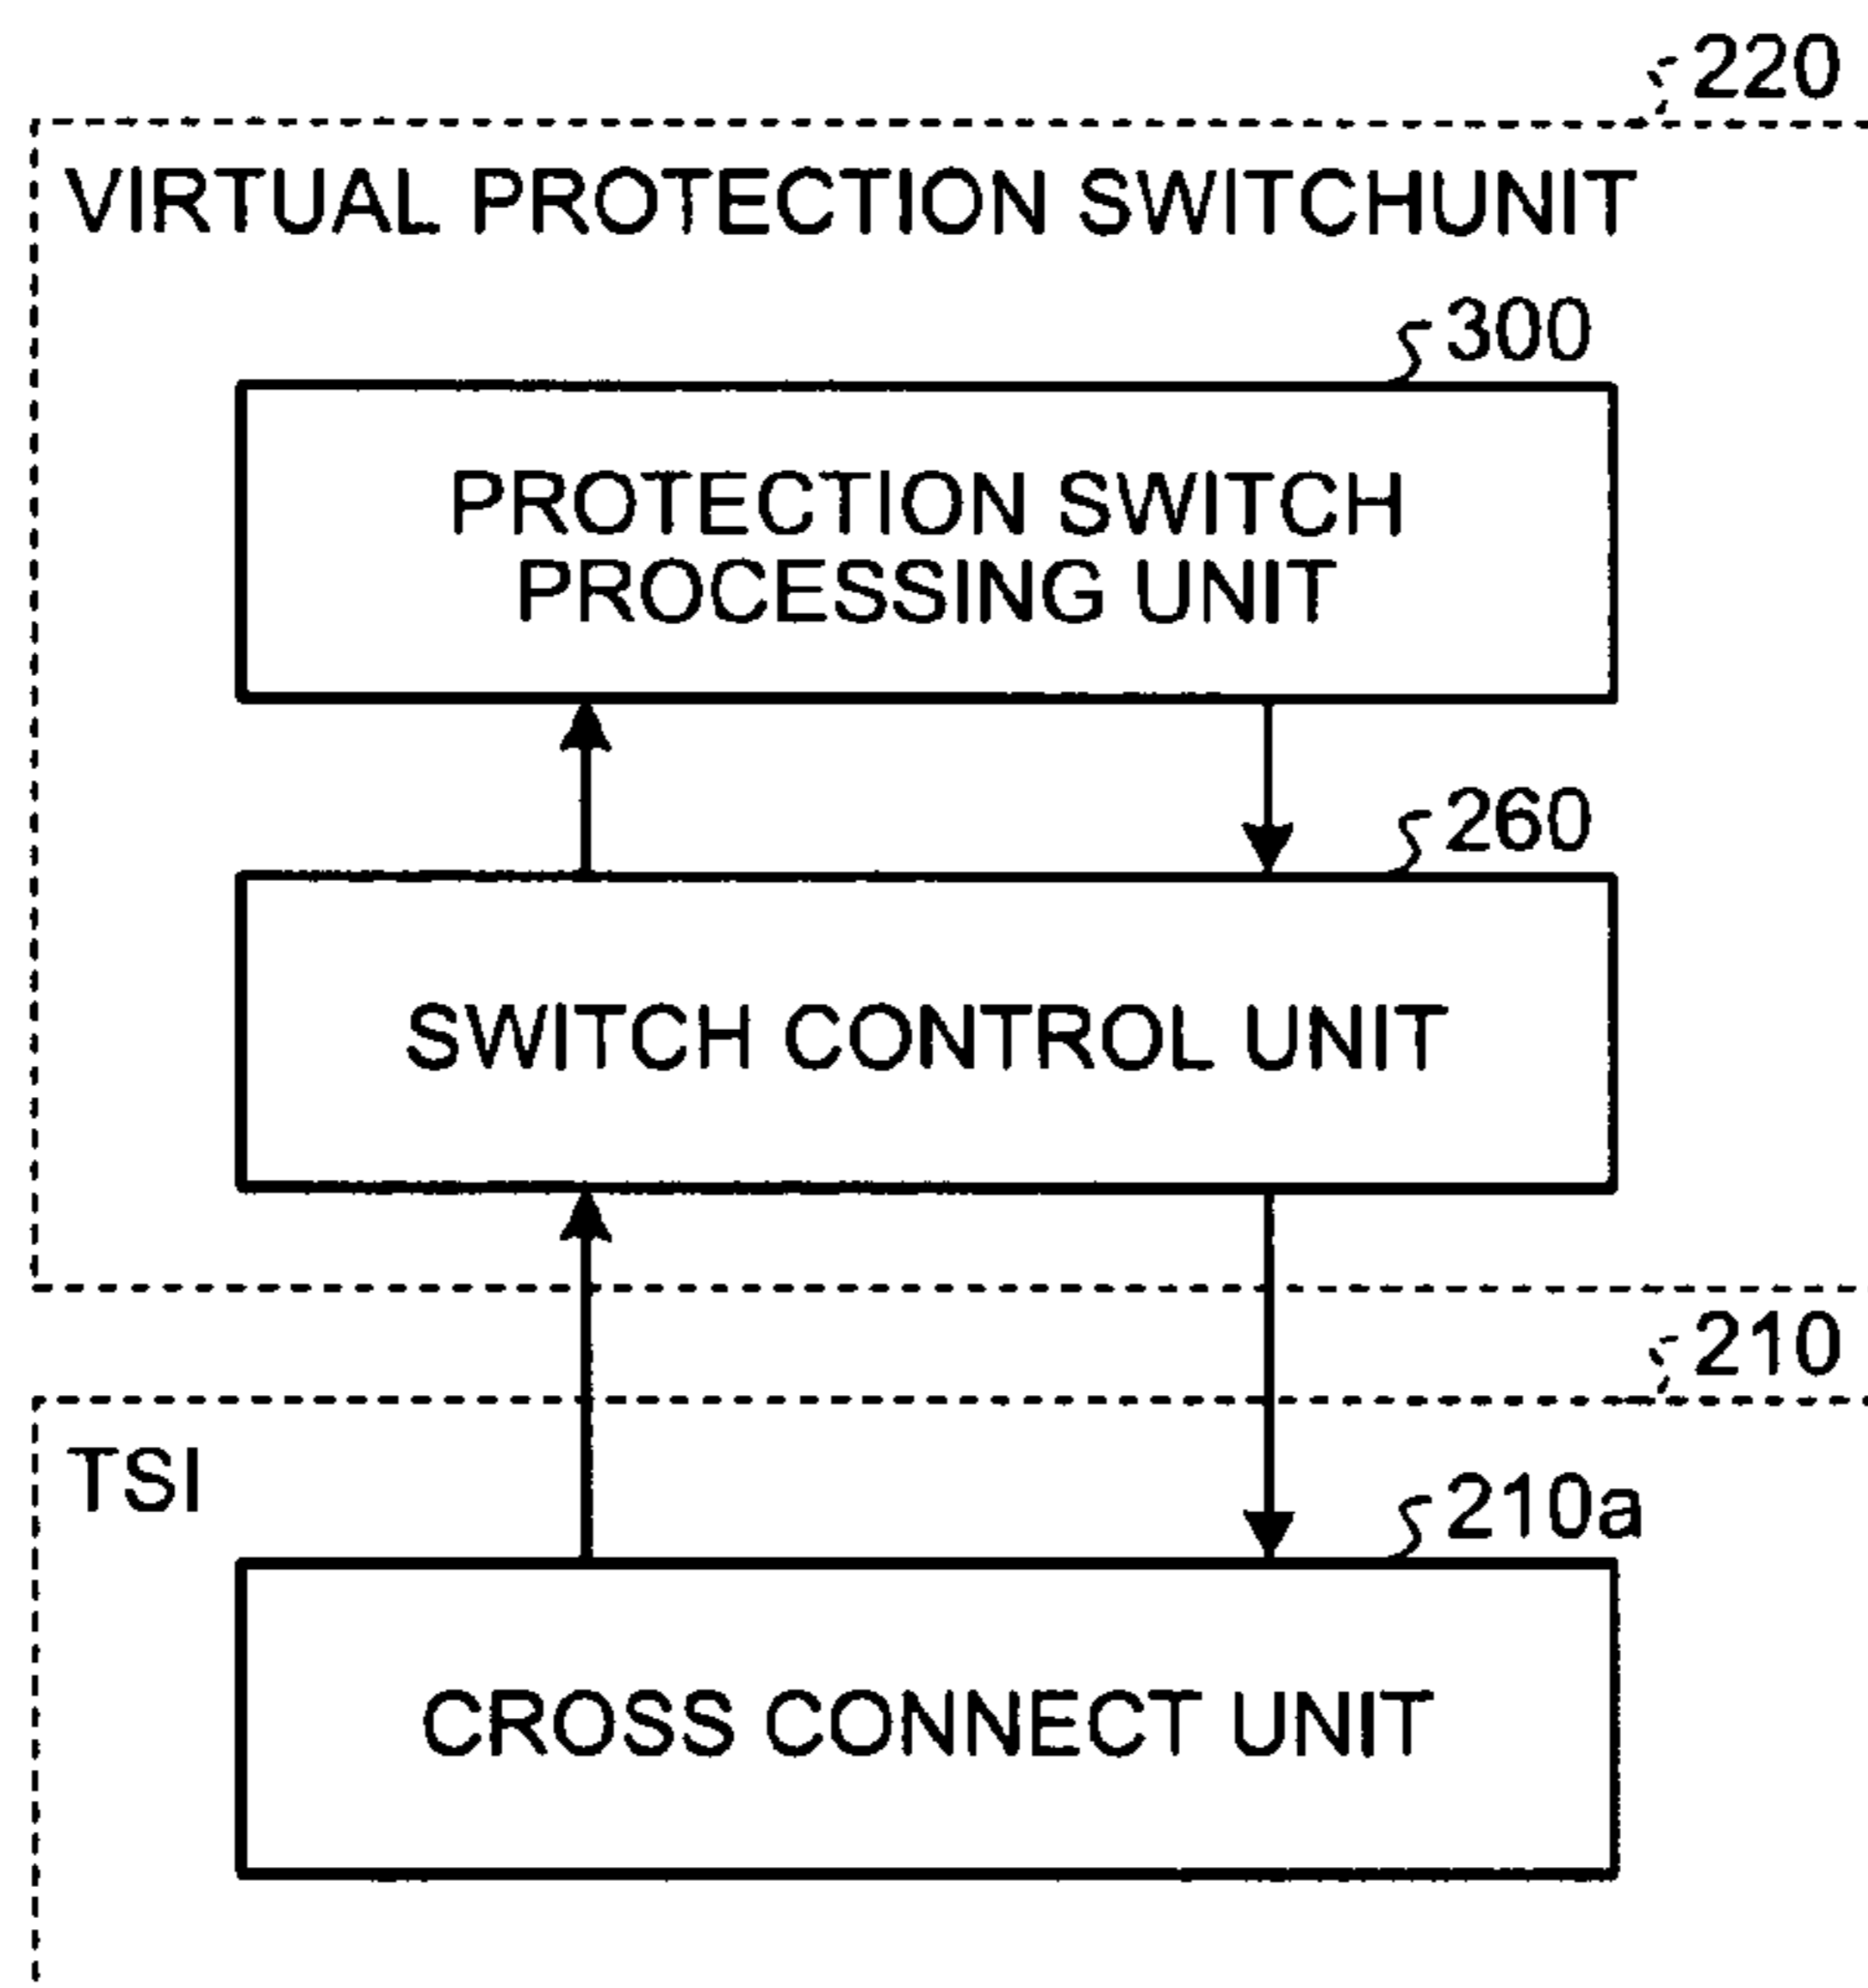 220
VIRTUAL PROTECTION SWITCHUNIT
300
PROTECTION SWITCH
PROCESSING UNIT
260
SWITCH CONTROL UNIT
210
TSI
210a
CROSS CONNECT UNIT